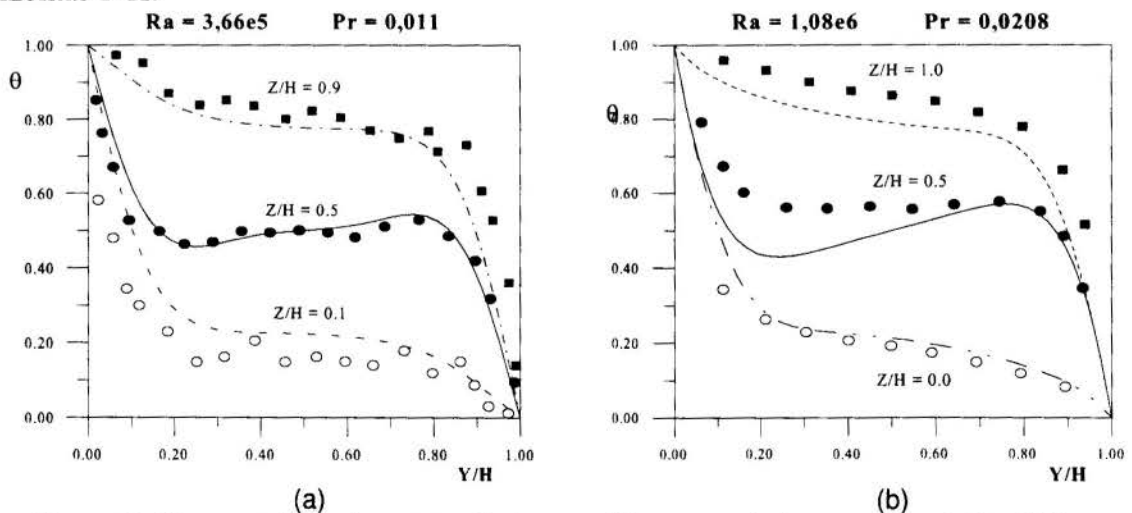 Ra = 3,66e5 Pr = 0,011
θ
1.00
0.80
0.60
0.40
0.20
0.00
Z/H = 0.9
Z/H = 0.5
Z/H = 0.1
0.00 0.20 0.40 0.60 0.80 1.00
Y/H
(a)
Ra = 1,08e6 Pr = 0,0208
θ
1.00
0.80
0.60
0.40
0.20
0.00
Z/H = 1.0
Z/H = 0.5
Z/H = 0.0
0.00 0.20 0.40 0.60 0.80 1.00
Y/H
(b)